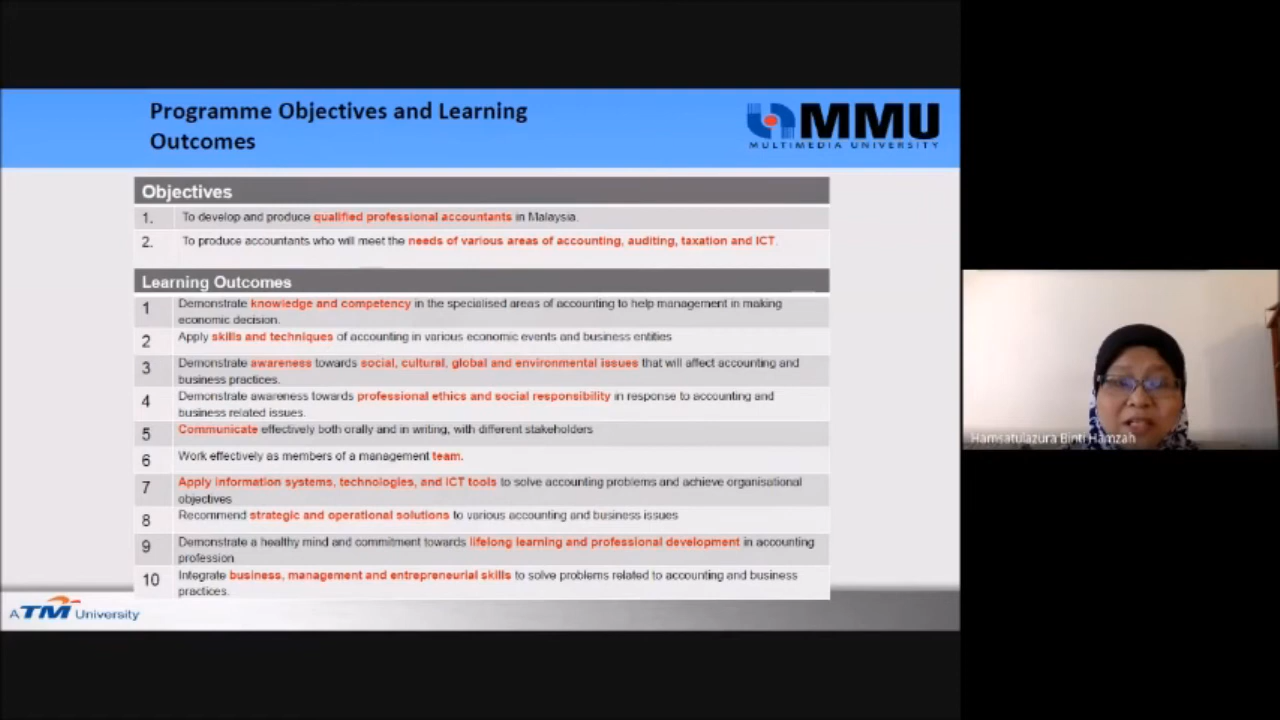 Programme Objectives and Learning
Outcomes
MMU
MULTIMEDIA UNIVERSITY
Objectives
1. To develop and produce qualified professional accountants in Malaysia.
2. To produce accountants who will meet the needs of various areas of accounting, auditing, taxation and ICT.
Learning Outcomes
1 Demonstrate knowledge and competency in the specialised areas of accounting to help management in making
economic decision.
2 Apply skills and techniques of accounting in various economic events and business entities
3 Demonstrate awareness towards social, cultural, global and environmental issues that will affect accounting and
business practices.
4 Demonstrate awareness towards professional ethics and social responsibility in response to accounting and
business related issues.
5 Communicate effectively both orally and in writing, with different stakeholders
6 Work effectively as members of a management team.
7 Apply information systems, technologies, and ICT tools to solve accounting problems and achieve organisational
objectives
8 Recommend strategic and operational solutions to various accounting and business issues
9 Demonstrate a healthy mind and commitment towards lifelong learning and professional development in accounting
profession
10 Integrate business, management and entrepreneurial skills to solve problems related to accounting and business
practices.
A TM University
Hamsatulazura Binti Hamzah